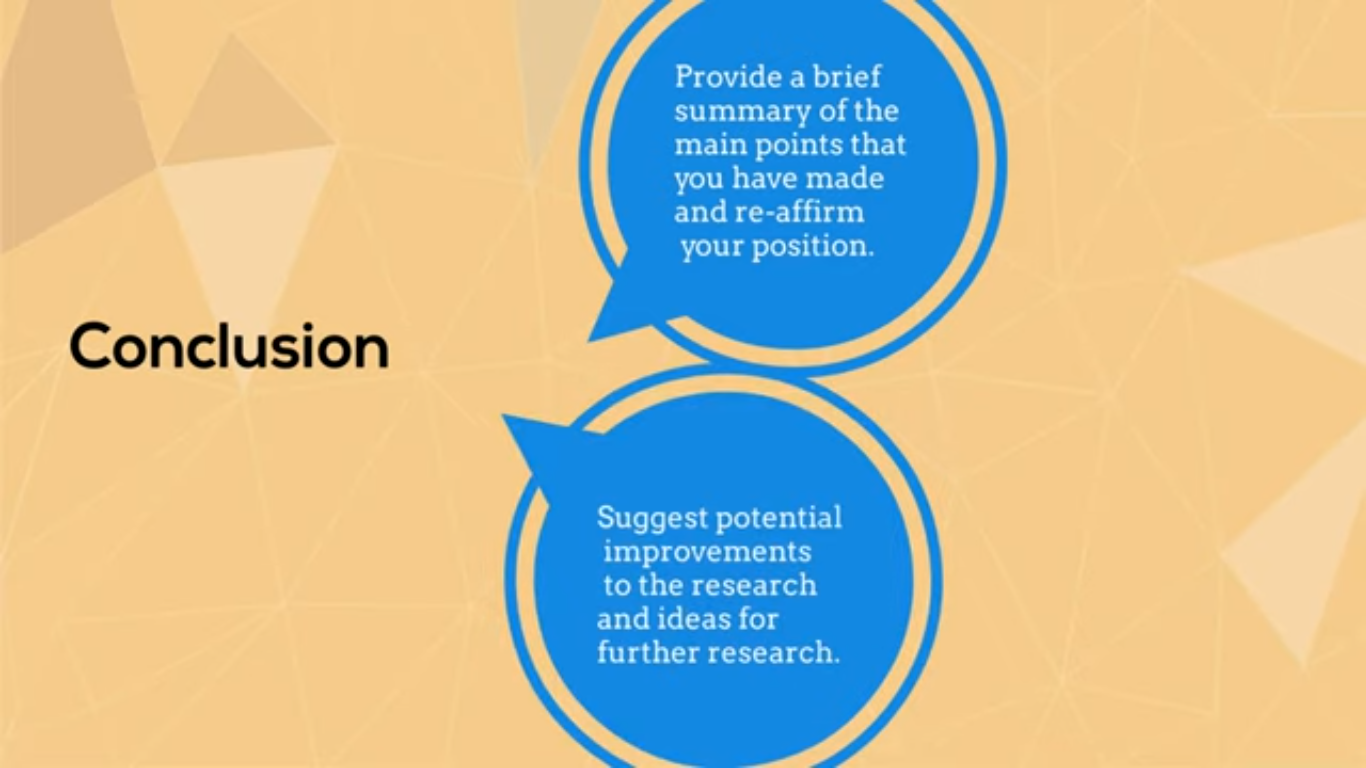 Provide a brief
summary of the
main points that
you have made
and re-affirm
your position.
Conclusion
Suggest potential
improvements
to the research
and ideas for
further research.